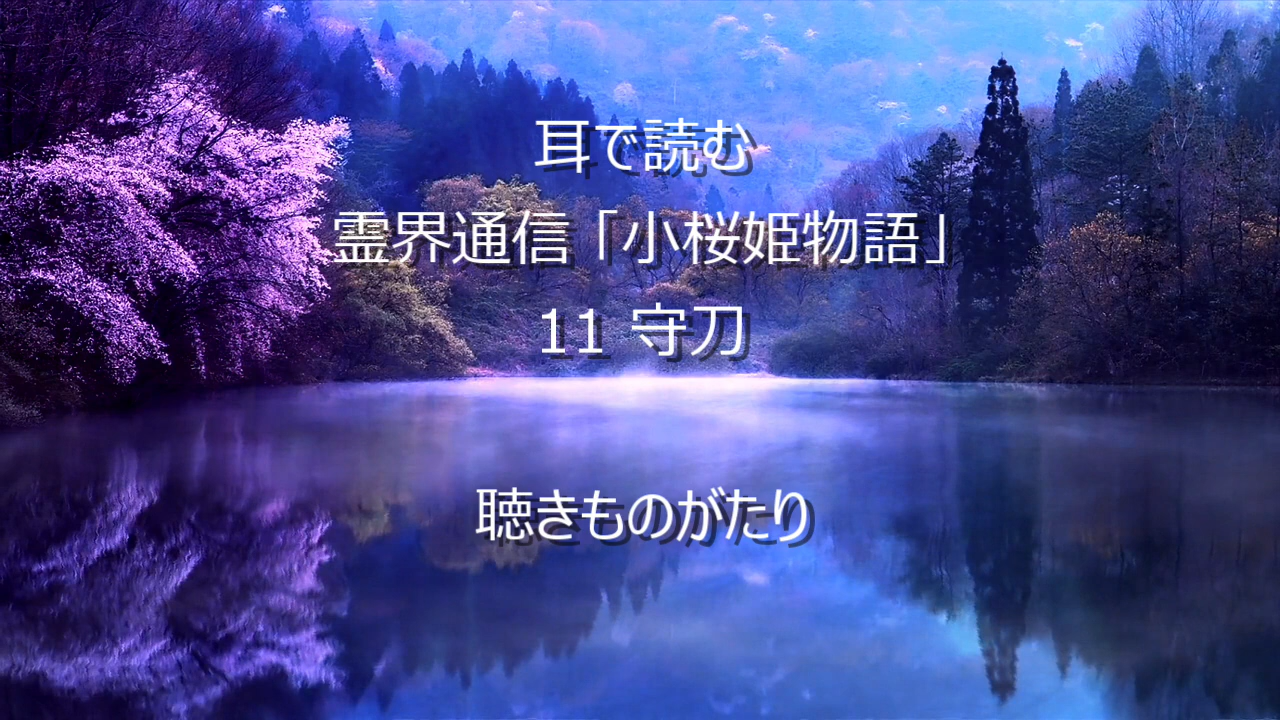 耳で読む
霊界通信「小桜姫物語」
11 守刀
聴きものがたり